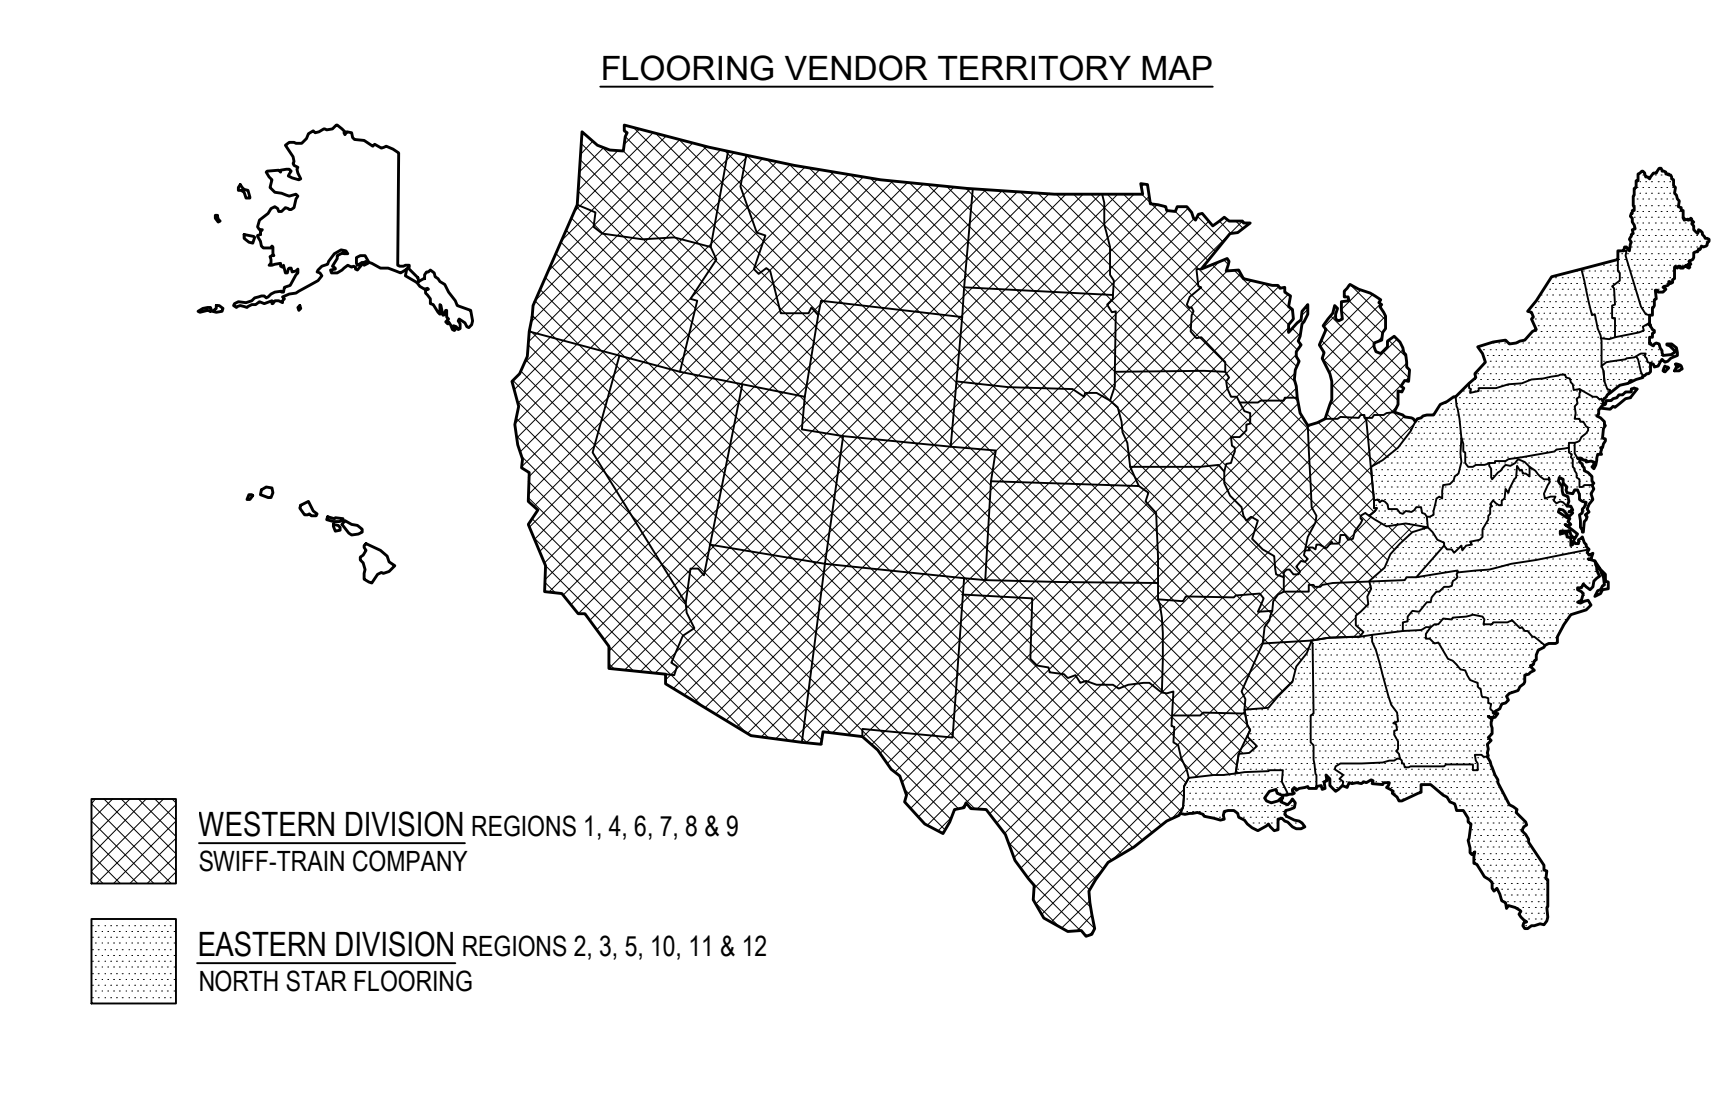 FLOORING VENDOR TERRITORY MAP
WESTERN DIVISION REGIONS 1, 4, 6, 7, 8 & 9
SWIFF-TRAIN COMPANY
EASTERN DIVISION REGIONS 2, 3, 5, 10, 11 & 12
NORTH STAR FLOORING